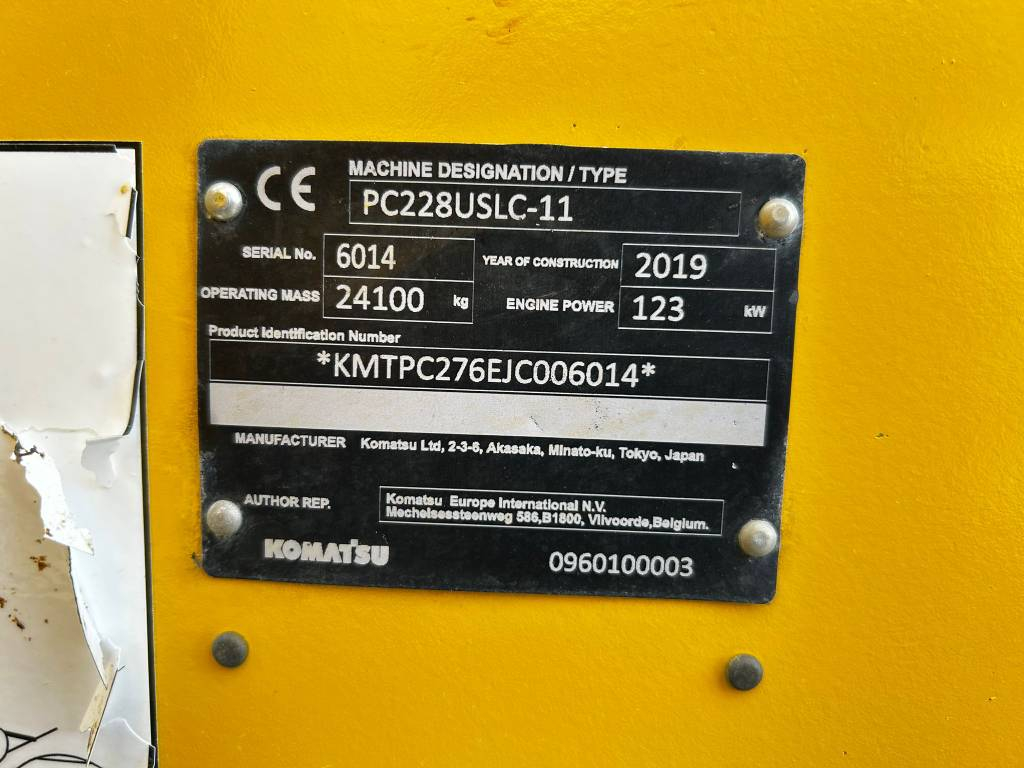 CE
MACHINE DESIGNATION / TYPE
PC228USLC-11
SERIAL No. 6014 YEAR OF CONSTRUCTION 2019
OPERATING MASS 24100 kg ENGINE POWER 123 kW
Product Identification Number
*KMTPC276EJC006014*
MANUFACTURER Komatsu Ltd, 2-3-6, Akasaka, Minato-ku, Tokyo, Japan
AUTHOR REP. Komatsu Europe International N.V.
Mechelsesteenweg 586,B1800, Vilvoorde,Belgium.
KOMATSU 0960100003